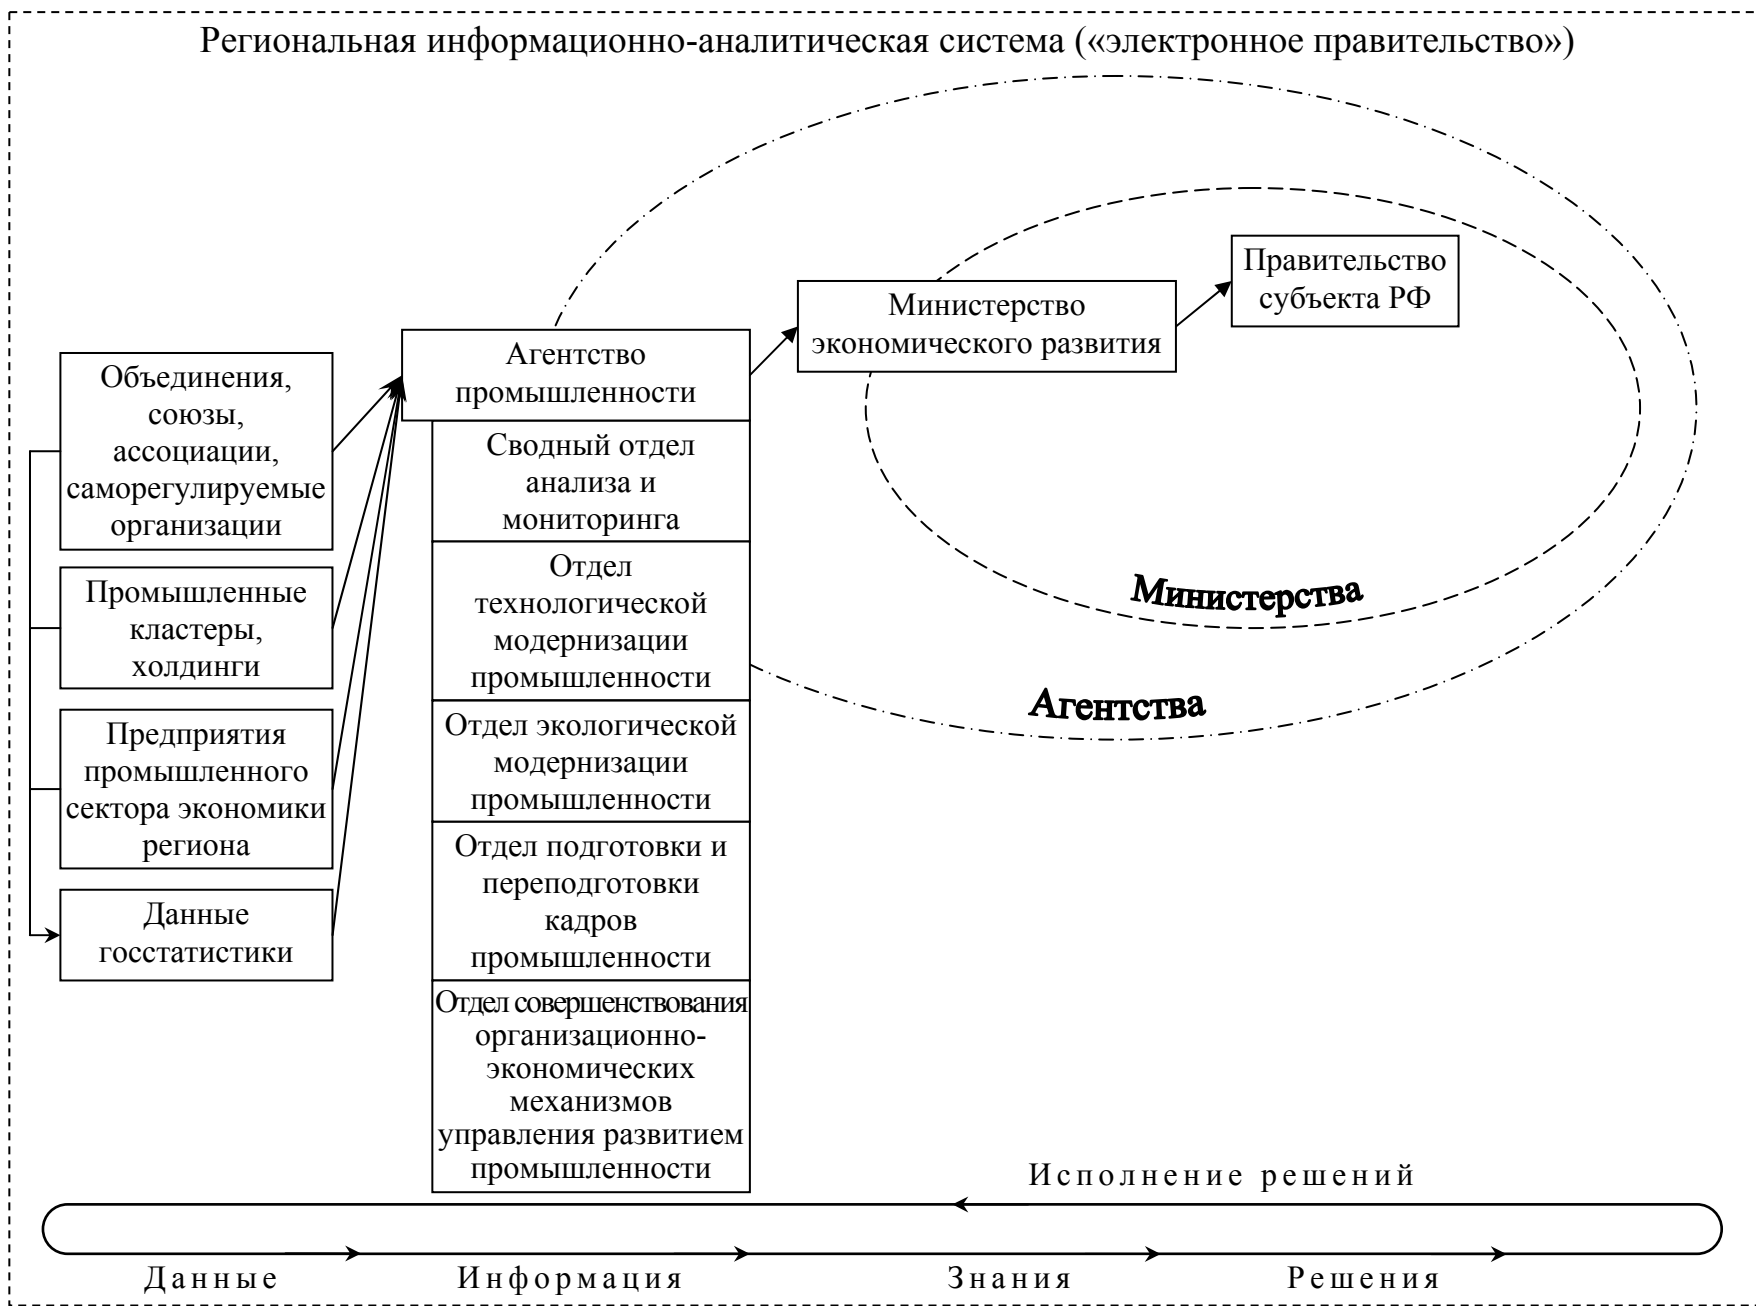 Региональная информационно-аналитическая система («электронное правительство»)
Объединения,
союзы,
ассоциации,
саморегулируемые
организации
Промышленные
кластеры,
холдинги
Предприятия
промышленного
сектора экономики
региона
Данные
госстатистики
Агентство
промышленности
Сводный отдел
анализа и
мониторинга
Отдел
технологической
модернизации
промышленности
Отдел экологической
модернизации
промышленности
Отдел подготовки и
переподготовки
кадров
промышленности
Отдел совершенствования
организационно-
экономических
механизмов
управления развитием
промышленности
Министерство
экономического развития
Правительство
субъекта РФ
Министерства
Агентства
Исполнение решений
Данные
Информация
Знания
Решения